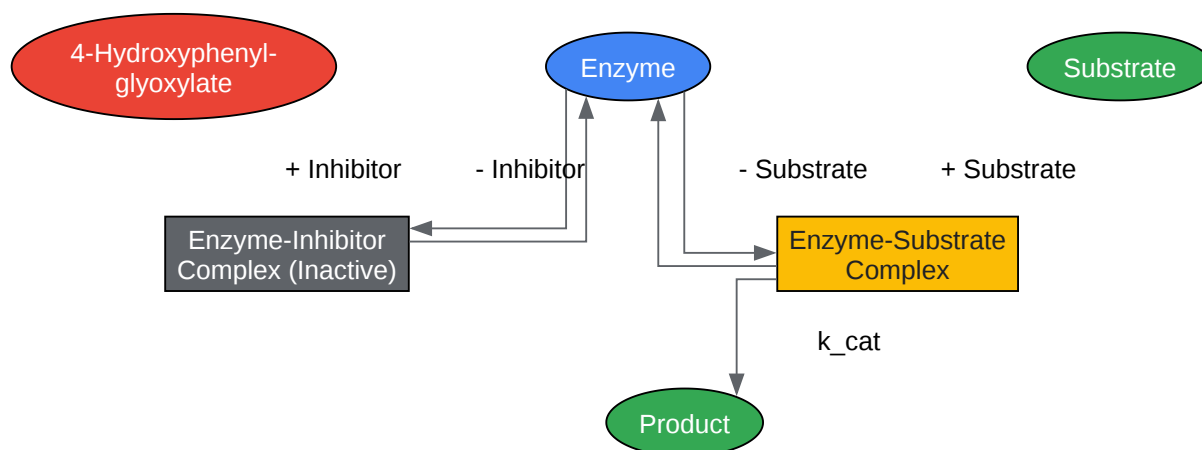 4-Hydroxyphenyl-
glyoxylate
Enzyme
Substrate
+ Inhibitor
- Inhibitor
- Substrate
+ Substrate
Enzyme-Inhibitor
Complex (Inactive)
Enzyme-Substrate
Complex
k_cat
Product